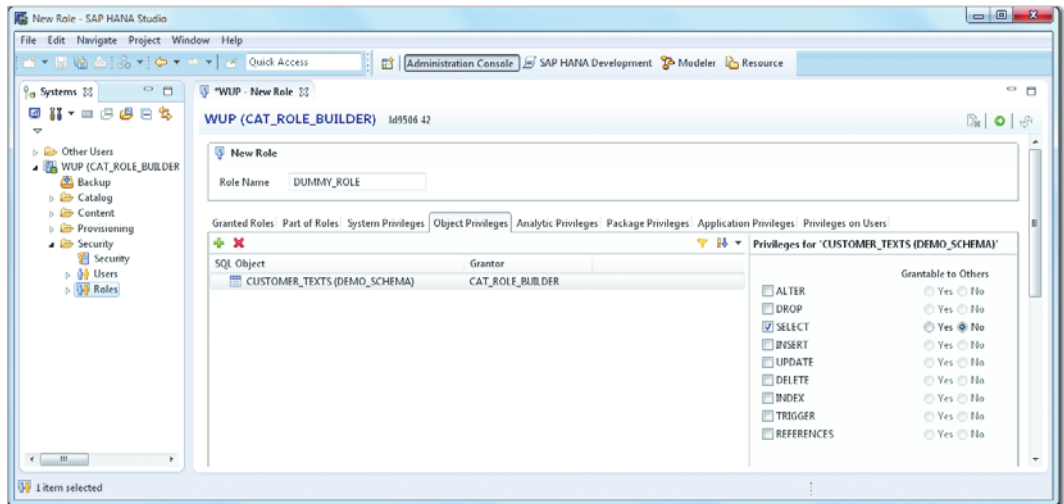 New Role - SAP HANA Studio
File Edit Navigate Project Window Help
Quick Access
Administration Console SAP HANA Development Modeler Resource
Systems
*WUP - New Role
WUP (CAT_ROLE_BUILDER) ld9506 42
Other Users
WUP (CAT_ROLE_BUILDER
Backup
Catalog
Content
Provisioning
Security
Security
Users
Roles
New Role
Role Name DUMMY_ROLE
Granted Roles Part of Roles System Privileges Object Privileges Analytic Privileges Package Privileges Application Privileges Privileges on Users
SQL Object Grantor
CUSTOMER_TEXTS (DEMO_SCHEMA) CAT_ROLE_BUILDER
Privileges for 'CUSTOMER_TEXTS (DEMO_SCHEMA)'
Grantable to Others
ALTER Yes No
DROP Yes No
SELECT Yes No
INSERT Yes No
UPDATE Yes No
DELETE Yes No
INDEX Yes No
TRIGGER Yes No
REFERENCES Yes No
1 item selected